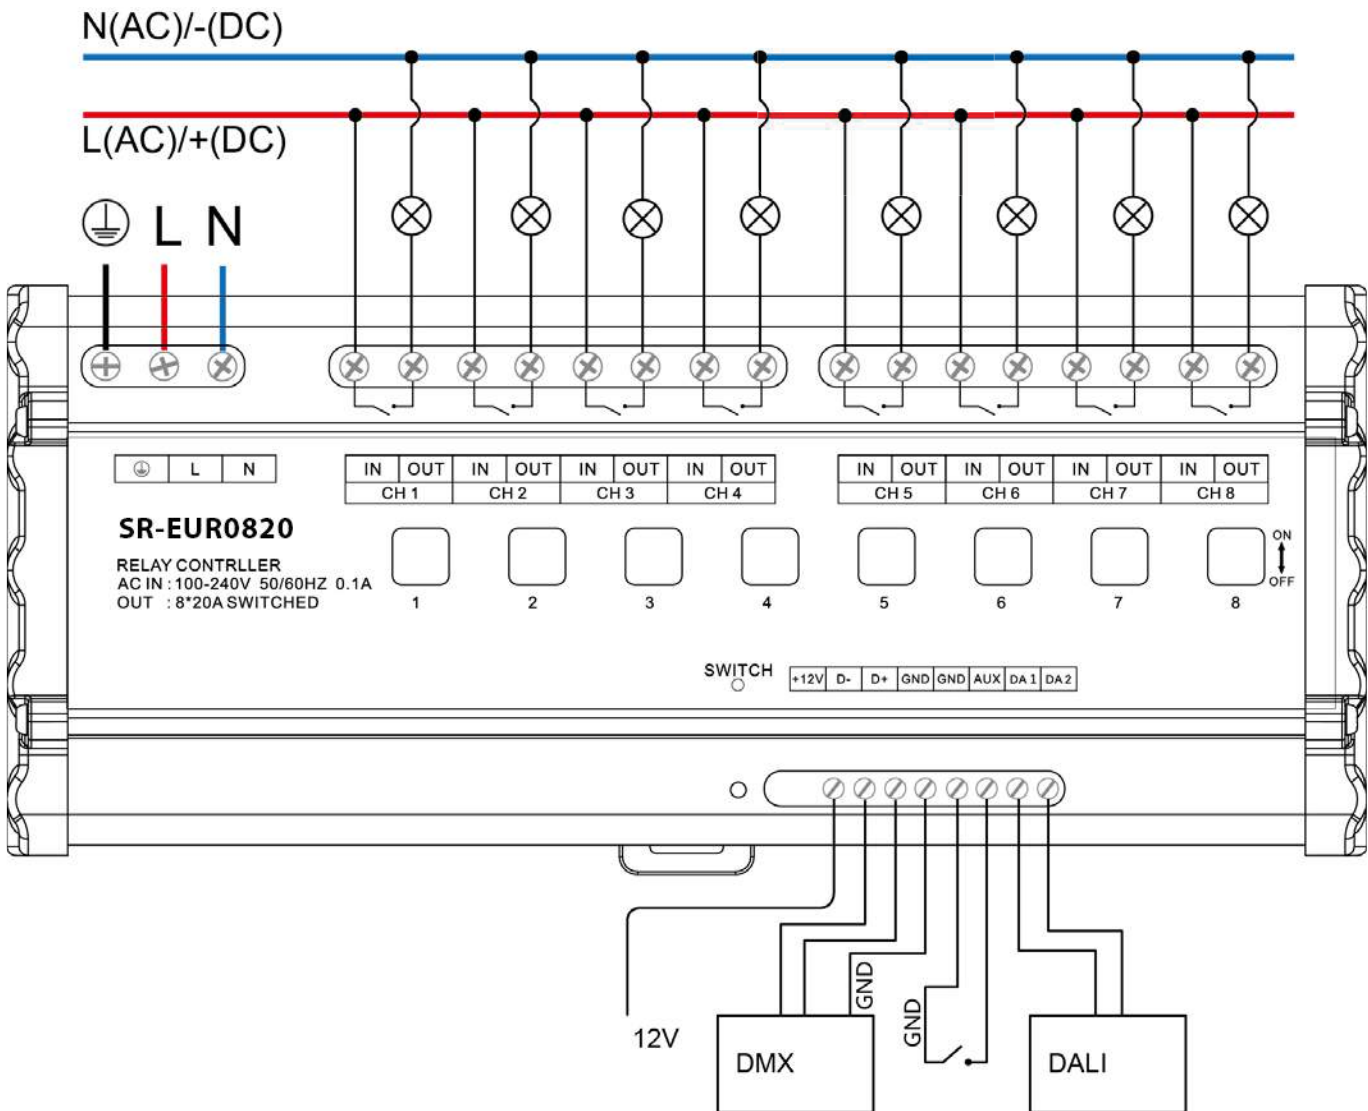 N(AC)/-(DC)
L(AC)/+(DC)
L N
L N
IN OUT IN OUT IN OUT IN OUT
CH 1 CH 2 CH 3 CH 4
IN OUT IN OUT IN OUT IN OUT
CH 5 CH 6 CH 7 CH 8
SR-EUR0820
RELAY CONTRLLER
AC IN : 100-240V 50/60HZ 0.1A
OUT : 8*20A SWITCHED
1 2 3 4 5 6 7 8
ON
OFF
SWITCH
+12V D- D+ GND GND AUX DA 1 DA 2
12V
GND
GND
DMX
DALI